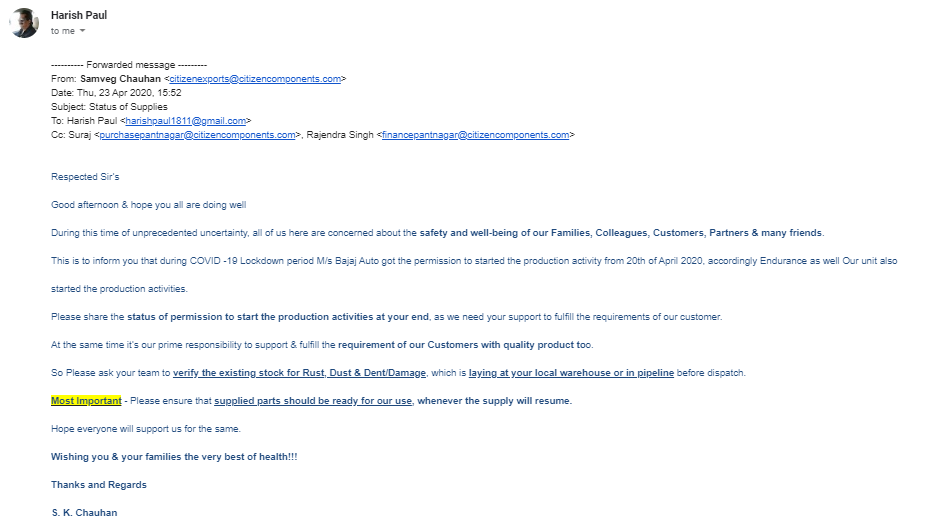 Harish Paul
to me
---------- Forwarded message ---------
From: Samveg Chauhan <citizenexports@citizencomponents.com>
Date: Thu, 23 Apr 2020, 15:52
Subject: Status of Supplies
To: Harish Paul <harishpaul1811@gmail.com>
Cc: Suraj <purchasepantnagar@citizencomponents.com>, Rajendra Singh <financepantnagar@citizencomponents.com>
Respected Sir's
Good afternoon & hope you all are doing well
During this time of unprecedented uncertainty, all of us here are concerned about the safety and well-being of our Families, Colleagues, Customers, Partners & many friends.
This is to inform you that during COVID -19 Lockdown period M/s Bajaj Auto got the permission to started the production activity from 20th of April 2020, accordingly Endurance as well Our unit also
started the production activities.
Please share the status of permission to start the production activities at your end, as we need your support to fulfill the requirements of our customer.
At the same time it's our prime responsibility to support & fulfill the requirement of our Customers with quality product too.
So Please ask your team to verify the existing stock for Rust, Dust & Dent/Damage, which is laying at your local warehouse or in pipeline before dispatch.
Most Important - Please ensure that supplied parts should be ready for our use, whenever the supply will resume.
Hope everyone will support us for the same.
Wishing you & your families the very best of health!!!
Thanks and Regards
S. K. Chauhan